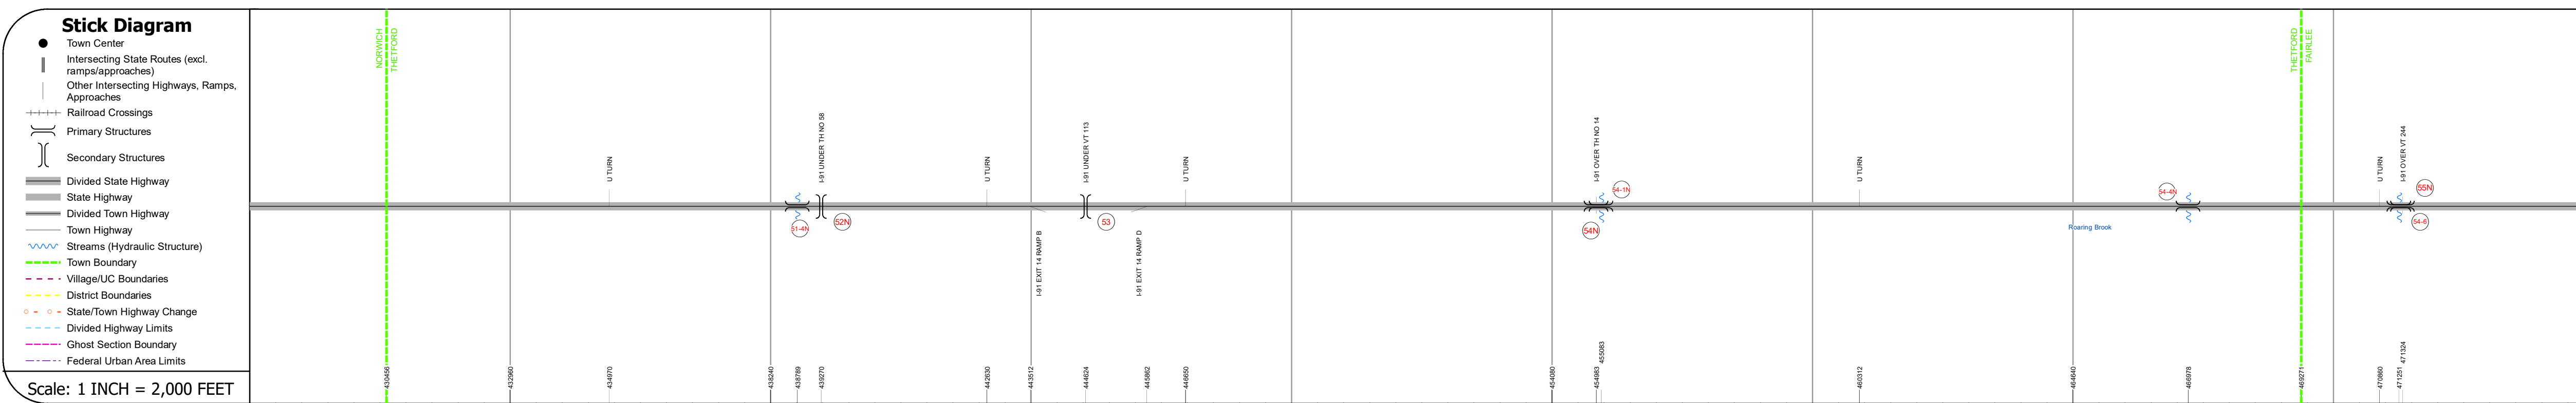 Stick Diagram
Town Center
Intersecting State Routes (excl.
ramps/approaches)
Other Intersecting Highways, Ramps,
Approaches
Railroad Crossings
Primary Structures
Secondary Structures
Divided State Highway
State Highway
Divided Town Highway
Town Highway
Streams (Hydraulic Structure)
Town Boundary
Village/UC Boundaries
District Boundaries
State/Town Highway Change
Divided Highway Limits
Ghost Section Boundary
Federal Urban Area Limits
Scale: 1 INCH = 2,000 FEET
NORWICH
THETFORD
U TURN
I-91 UNDER TH NO 58
U TURN
I-91 UNDER VT 113
U TURN
I-91 OVER TH NO 14
U TURN
THETFORD
FAIRLEE
U TURN
I-91 OVER VT 244
51-4N
52N
53
54-1N
54N
54-4N
55N
54-6
Roaring Brook
I-91 EXIT 14 RAMP B
I-91 EXIT 14 RAMP D
430456
432960
434970
438240
438789
439270
442630
443512
444624
445862
446650
454080
454983
455083
460312
464640
466978
469271
470860
471251
471324